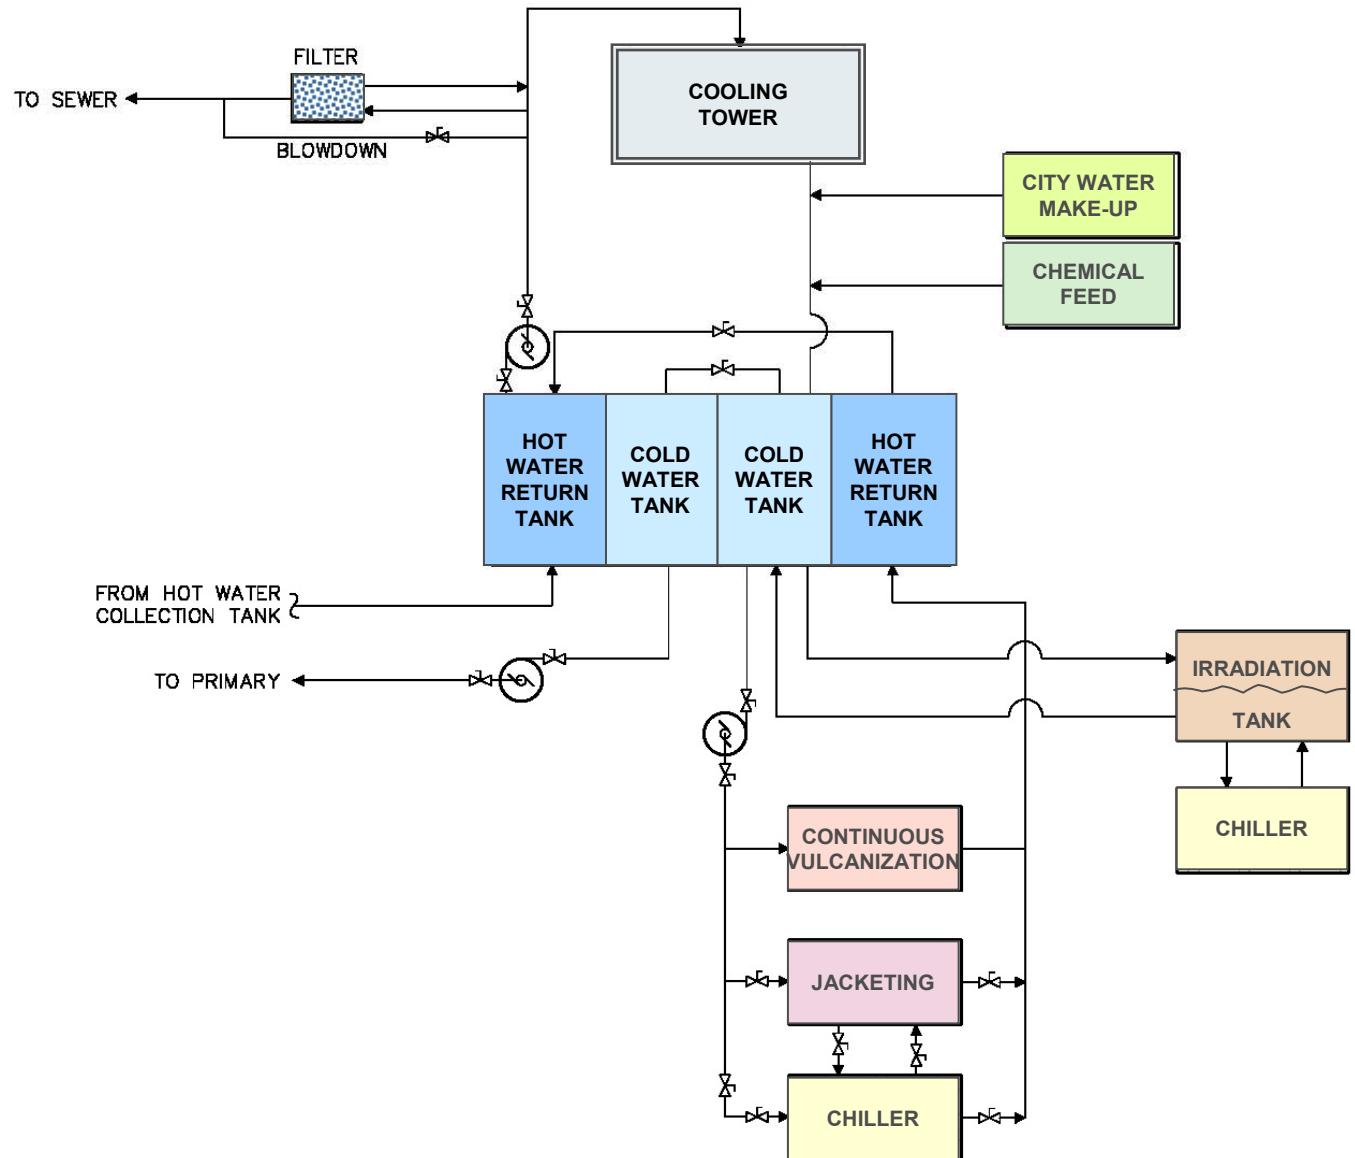 FILTER
TO SEWER
BLOWDOWN
COOLING
TOWER
CITY WATER
MAKE-UP
CHEMICAL
FEED
HOT
WATER
RETURN
TANK
COLD
WATER
TANK
COLD
WATER
TANK
HOT
WATER
RETURN
TANK
FROM HOT WATER
COLLECTION TANK
TO PRIMARY
IRRADIATION
TANK
CHILLER
CONTINUOUS
VULCANIZATION
JACKETING
CHILLER